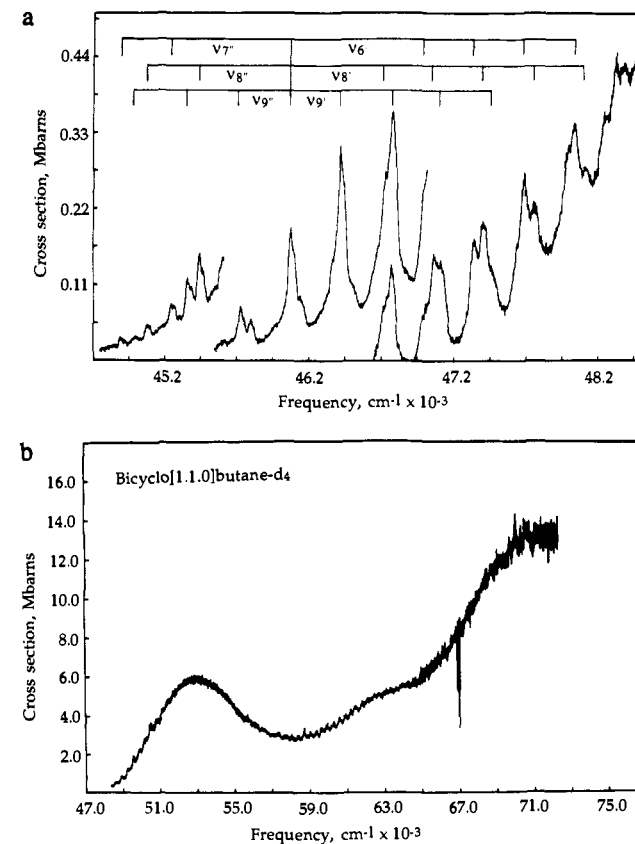 a
ν7" ν6'
ν8" ν8'
ν9" ν9'
0.44
0.33
0.22
0.11
Cross section, Mbarns
45.2 46.2 47.2 48.2
Frequency, cm-1 x 10-3
b
Bicyclo[1.1.0]butane-d4
16.0
14.0
12.0
10.0
8.0
6.0
4.0
2.0
Cross section, Mbarns
47.0 51.0 55.0 59.0 63.0 67.0 71.0 75.0
Frequency, cm-1 x 10-3